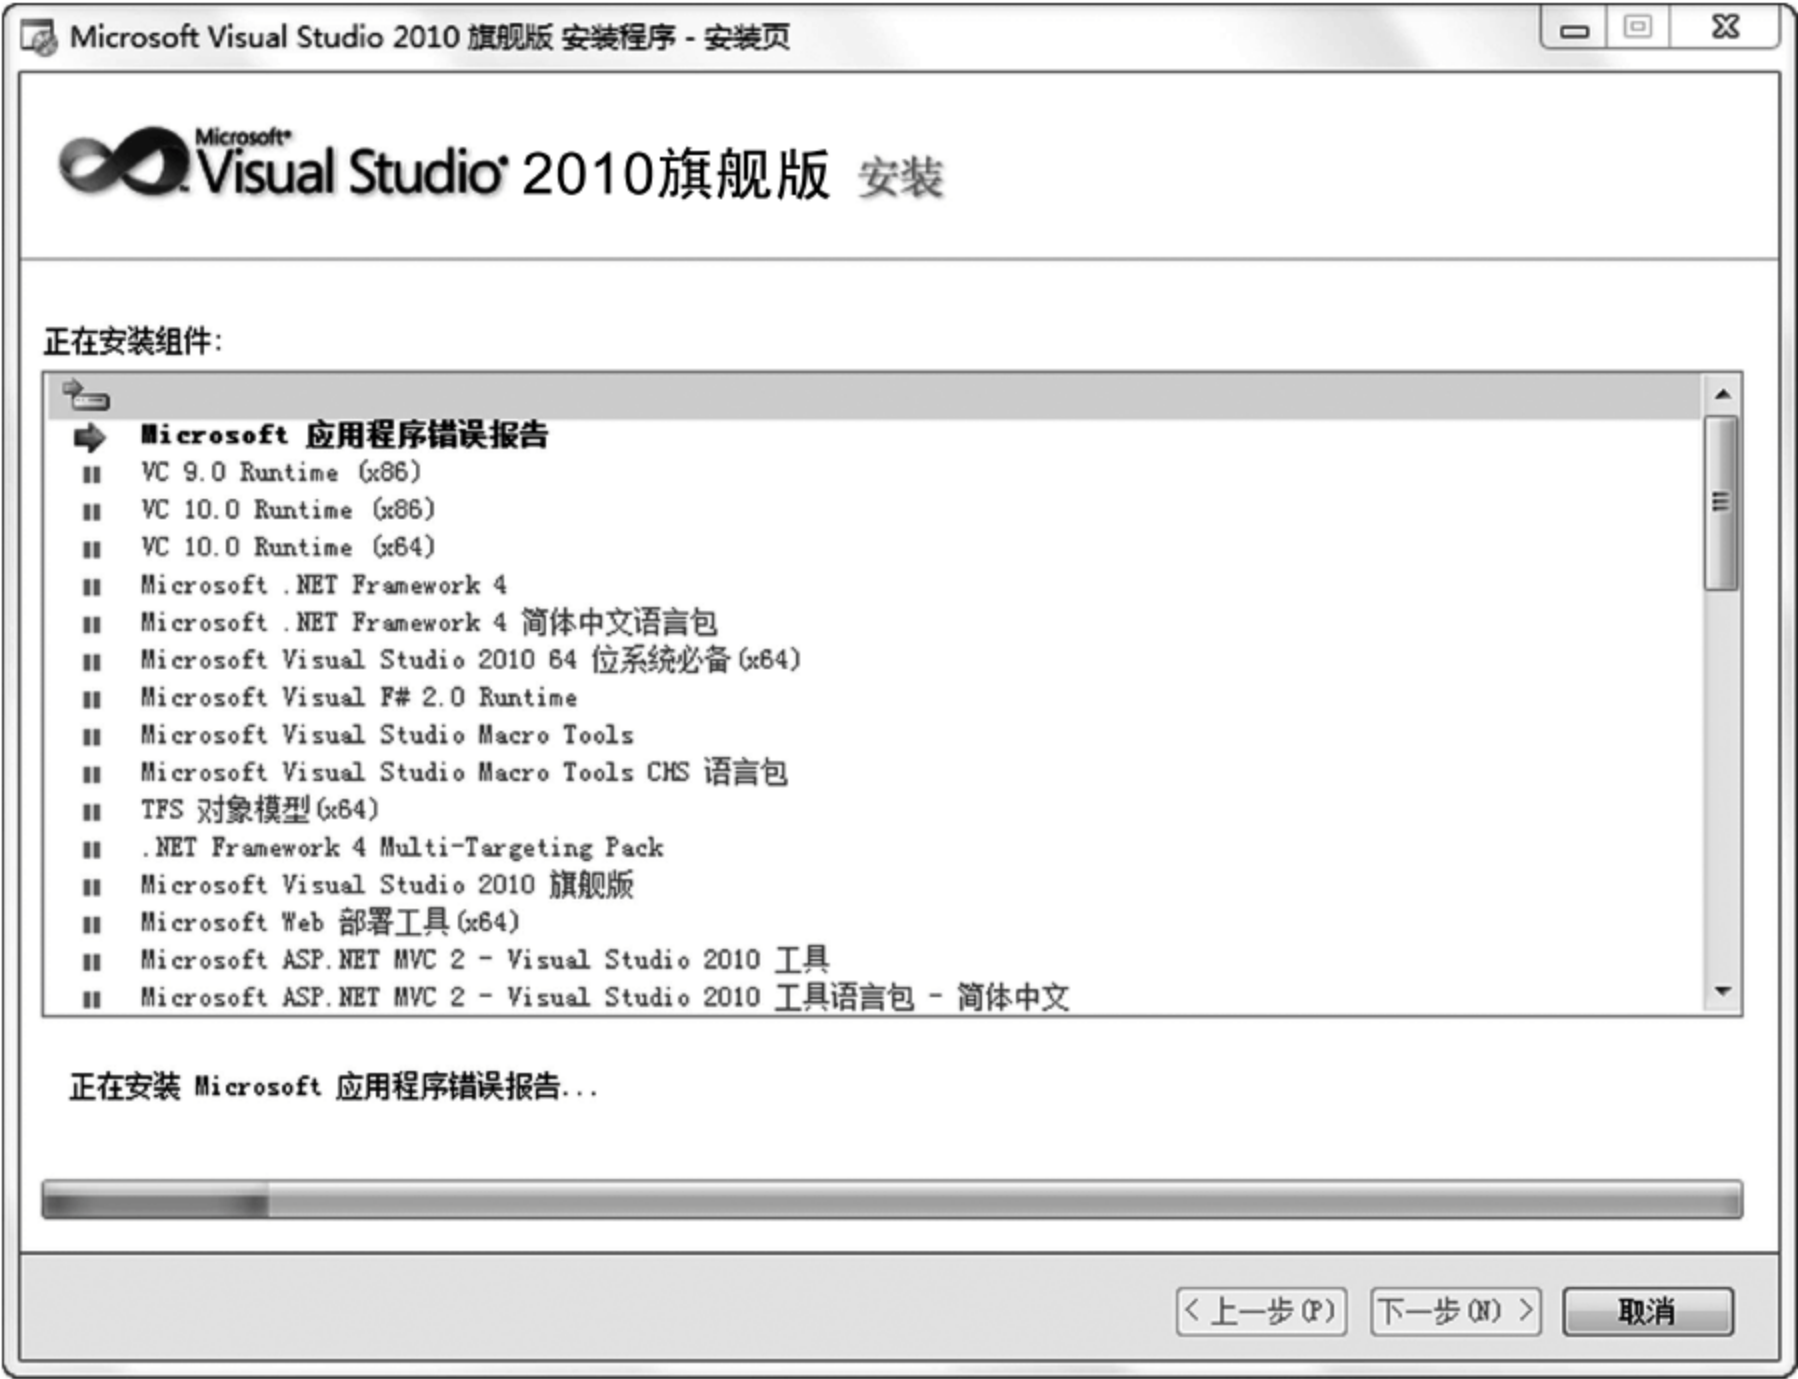 Microsoft Visual Studio 2010 旗舰版 安装程序 - 安装页
Microsoft®
Visual Studio® 2010旗舰版 安装
正在安装组件:
Microsoft 应用程序错误报告
VC 9.0 Runtime (x86)
VC 10.0 Runtime (x86)
VC 10.0 Runtime (x64)
Microsoft .NET Framework 4
Microsoft .NET Framework 4 简体中文语言包
Microsoft Visual Studio 2010 64 位系统必备(x64)
Microsoft Visual F# 2.0 Runtime
Microsoft Visual Studio Macro Tools
Microsoft Visual Studio Macro Tools CHS 语言包
TFS 对象模型(x64)
.NET Framework 4 Multi-Targeting Pack
Microsoft Visual Studio 2010 旗舰版
Microsoft Web 部署工具(x64)
Microsoft ASP.NET MVC 2 - Visual Studio 2010 工具
Microsoft ASP.NET MVC 2 - Visual Studio 2010 工具语言包 - 简体中文
正在安装 Microsoft 应用程序错误报告...
< 上一步(P) 下一步(N) > 取消